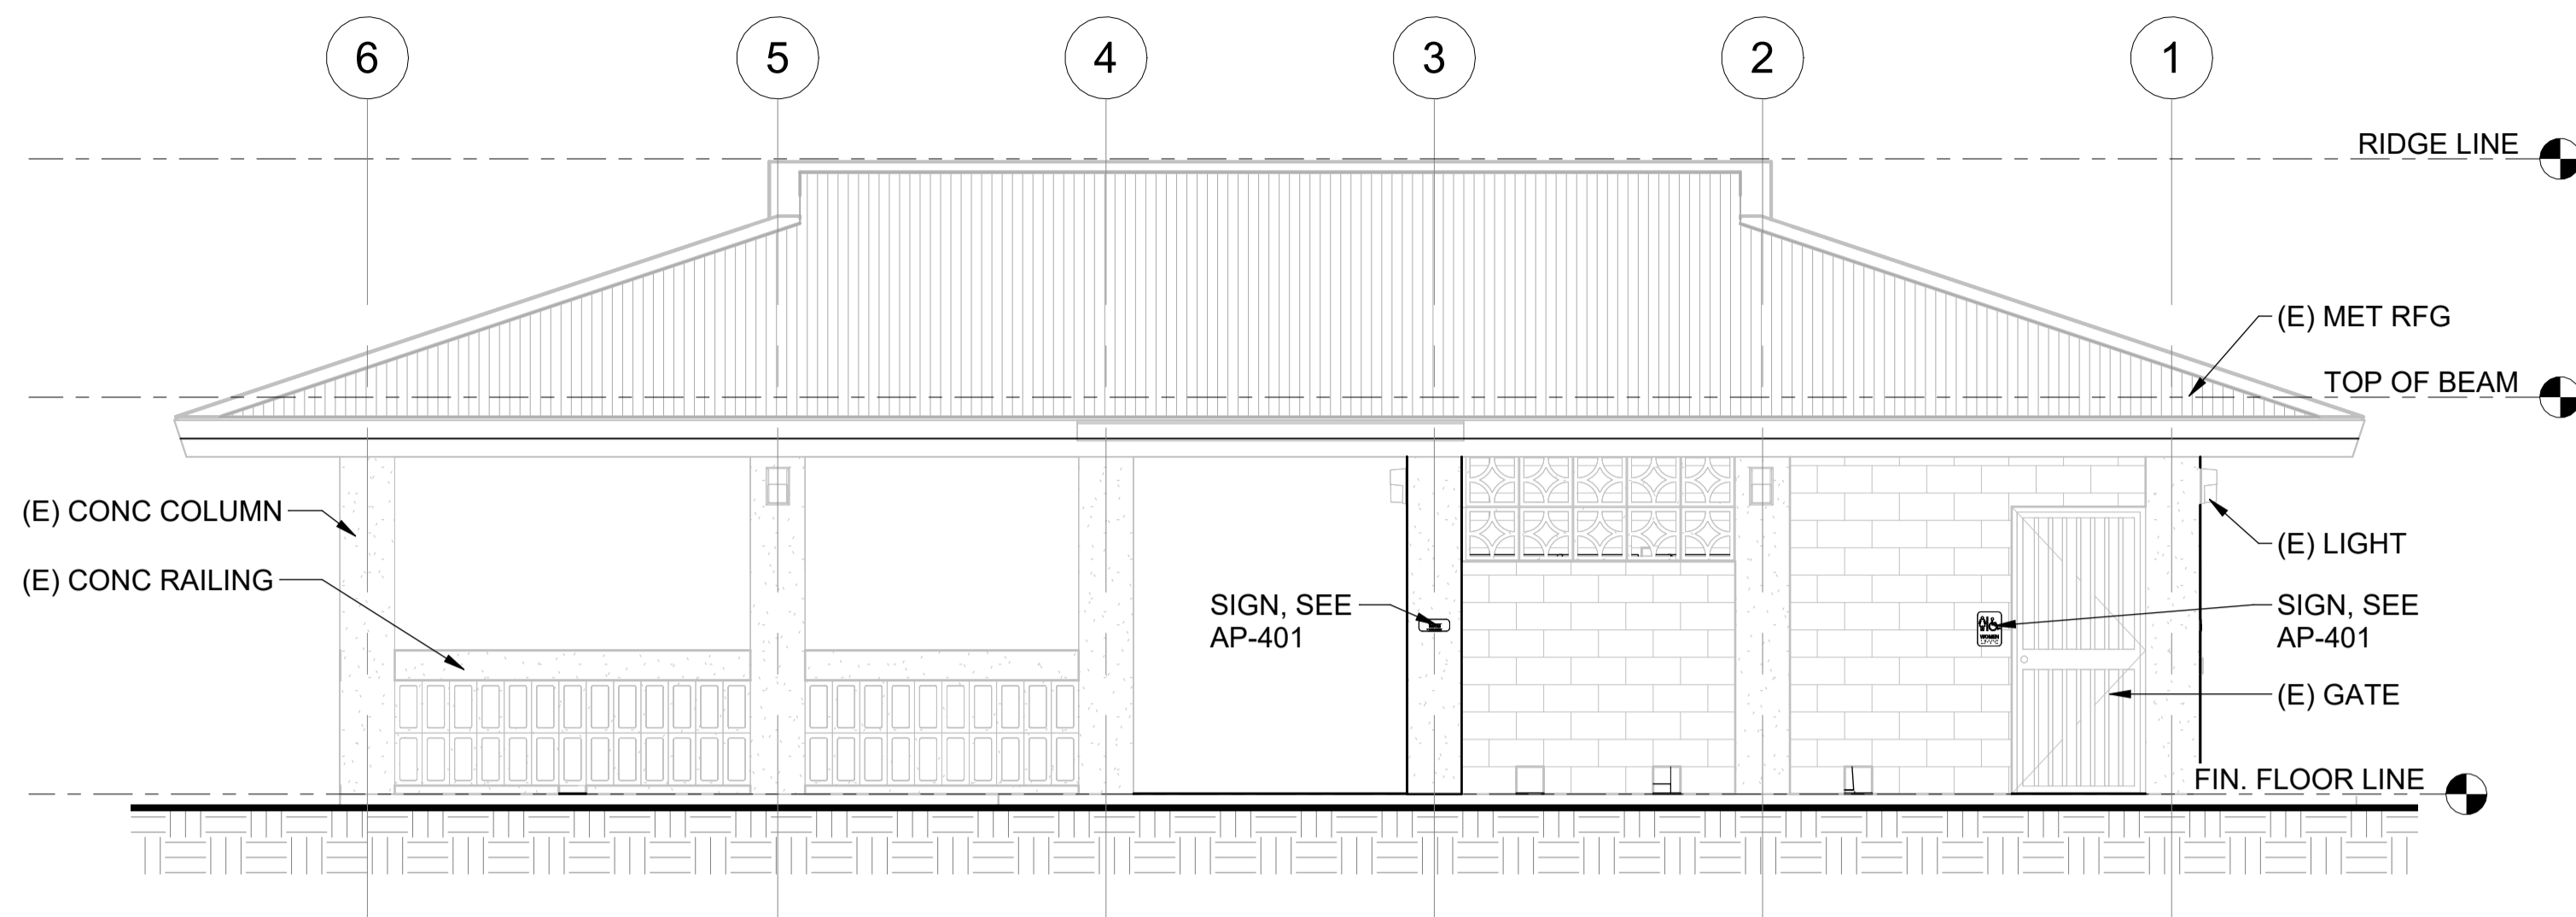 6 5 4 3 2 1
RIDGE LINE
(E) MET RFG
TOP OF BEAM
(E) CONC COLUMN
(E) LIGHT
(E) CONC RAILING
SIGN, SEE
AP-401
SIGN, SEE
AP-401
WOMEN
(E) GATE
FIN. FLOOR LINE